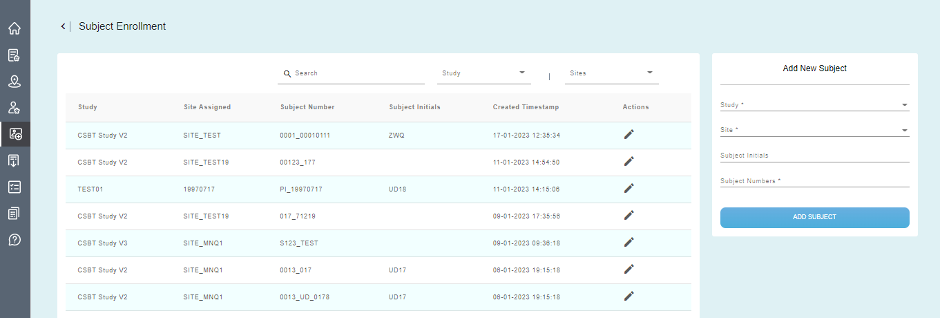 Subject Enrollment
Search Study Sites
Study Site Assigned Subject Number Subject Initials Created Timestamp Actions
CSBT Study V2 SITE_TEST 0001_00010111 ZWQ 17-01-2023 12:35:34
CSBT Study V2 SITE_TEST19 00123_177 11-01-2023 14:54:50
TEST01 19970717 PI_19970717 UD18 11-01-2023 14:15:06
CSBT Study V2 SITE_TEST19 017_71219 09-01-2023 17:35:56
CSBT Study V3 SITE_MNQ1 S123_TEST 09-01-2023 09:36:18
CSBT Study V2 SITE_MNQ1 0013_017 UD17 06-01-2023 19:15:18
CSBT Study V2 SITE_MNQ1 0013_UD_0178 UD17 06-01-2023 19:15:18
Add New Subject
Study *
Site *
Subject Initials
Subject Numbers *
ADD SUBJECT